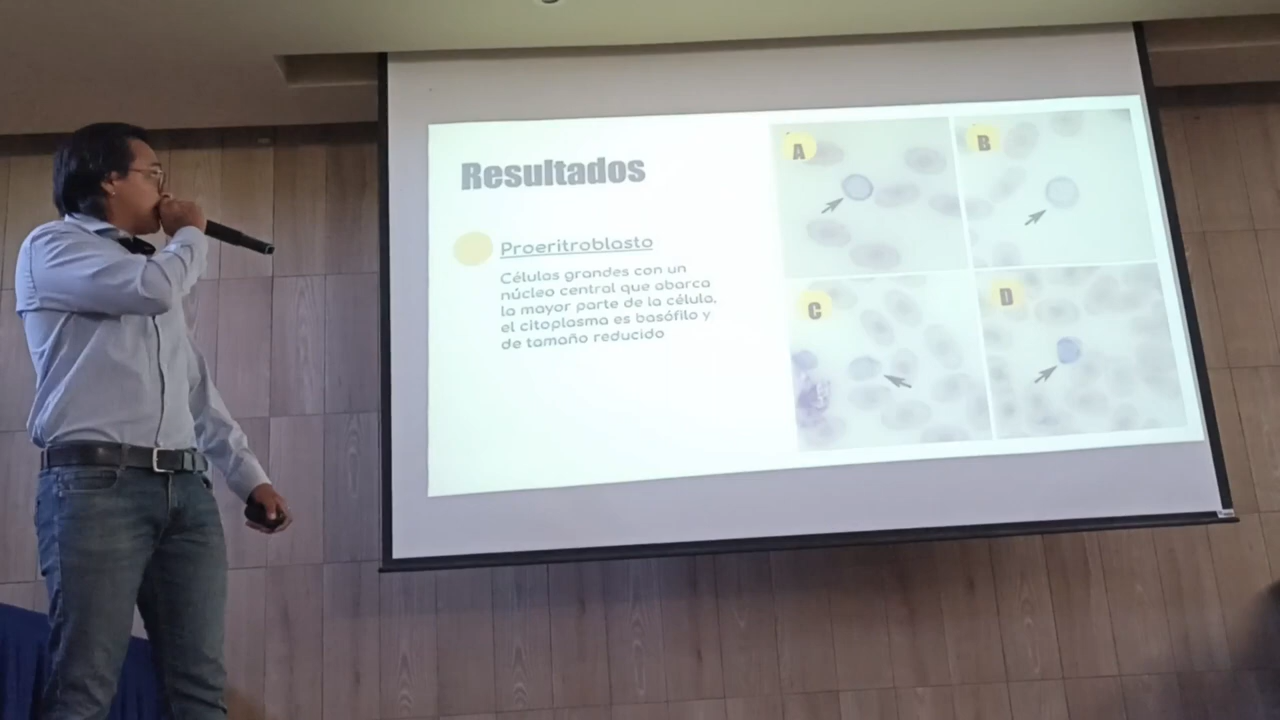 Resultados
Proeritroblasto
Células grandes con un
núcleo central que abarca
la mayor parte de la célula,
el citoplasma es basófilo y
de tamaño reducido
A
B
C
D